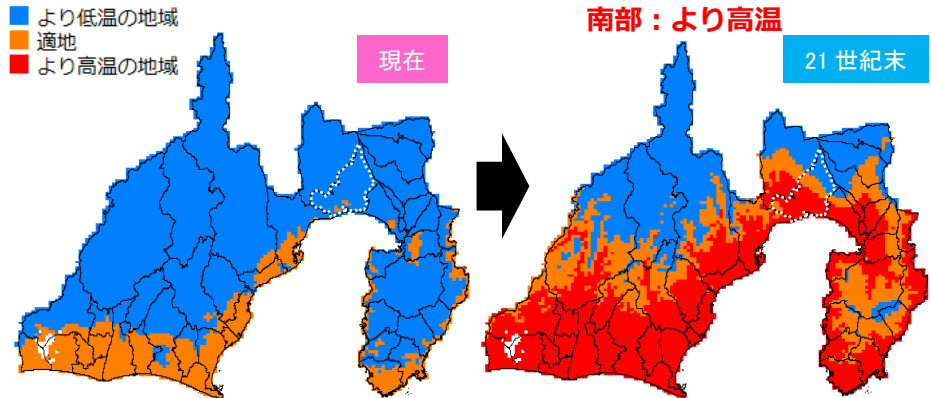 より低温の地域
適地
より高温の地域
現在
南部：より高温
21 世紀末